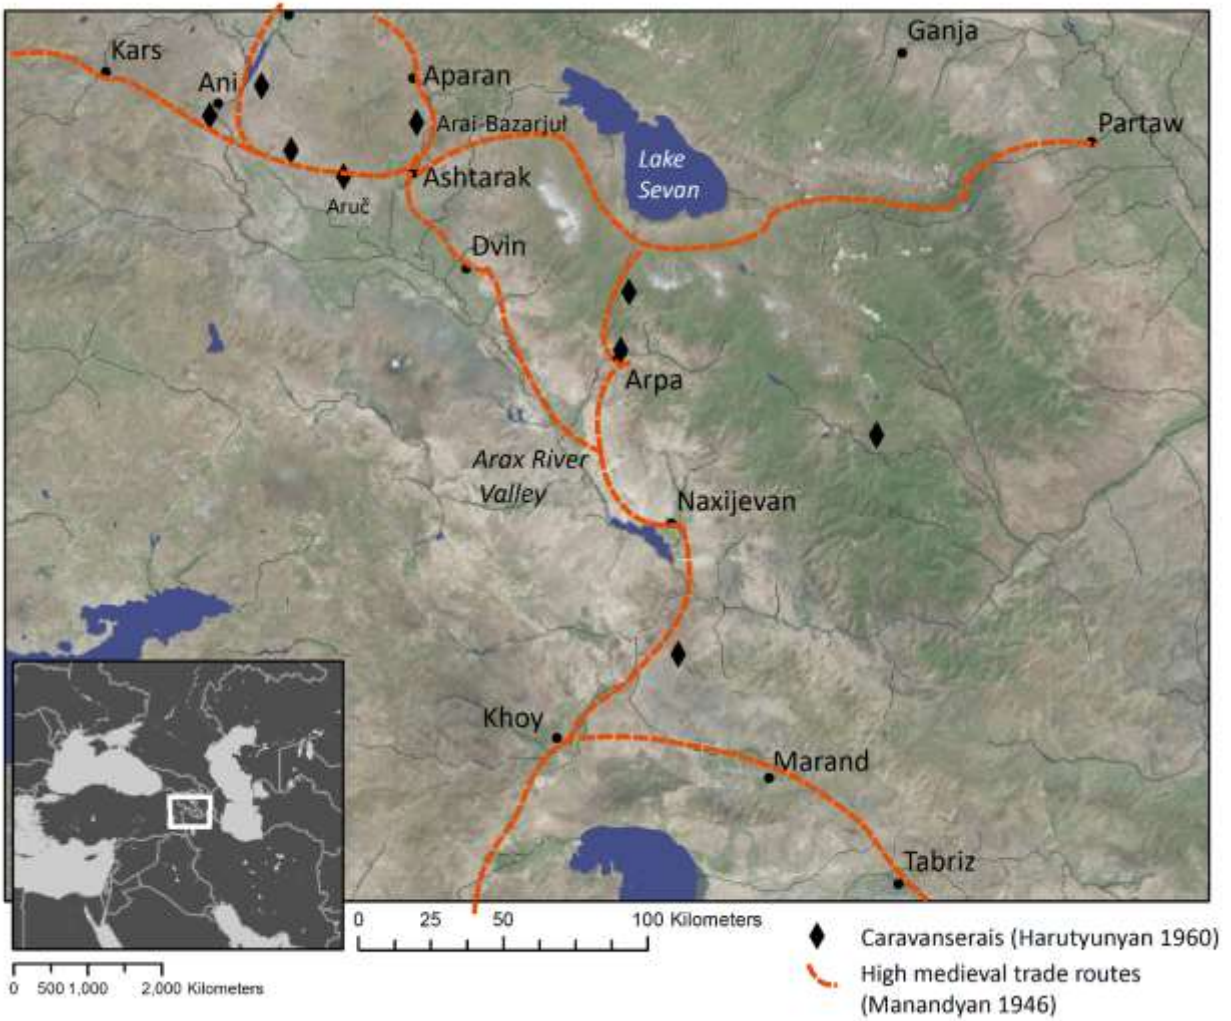 Ganja
Kars
Ani
Aparan
Arai-Bazarjuł
Partaw
Lake
Sevan
Ashtarak
Aruč
Dvin
Arpa
Arax River
Valley
Naxijevan
Khoy
Marand
Tabriz
0 25 50 100 Kilometers
Caravanserais (Harutyunyan 1960)
High medieval trade routes
(Manandyan 1946)
0 500 1,000 2,000 Kilometers